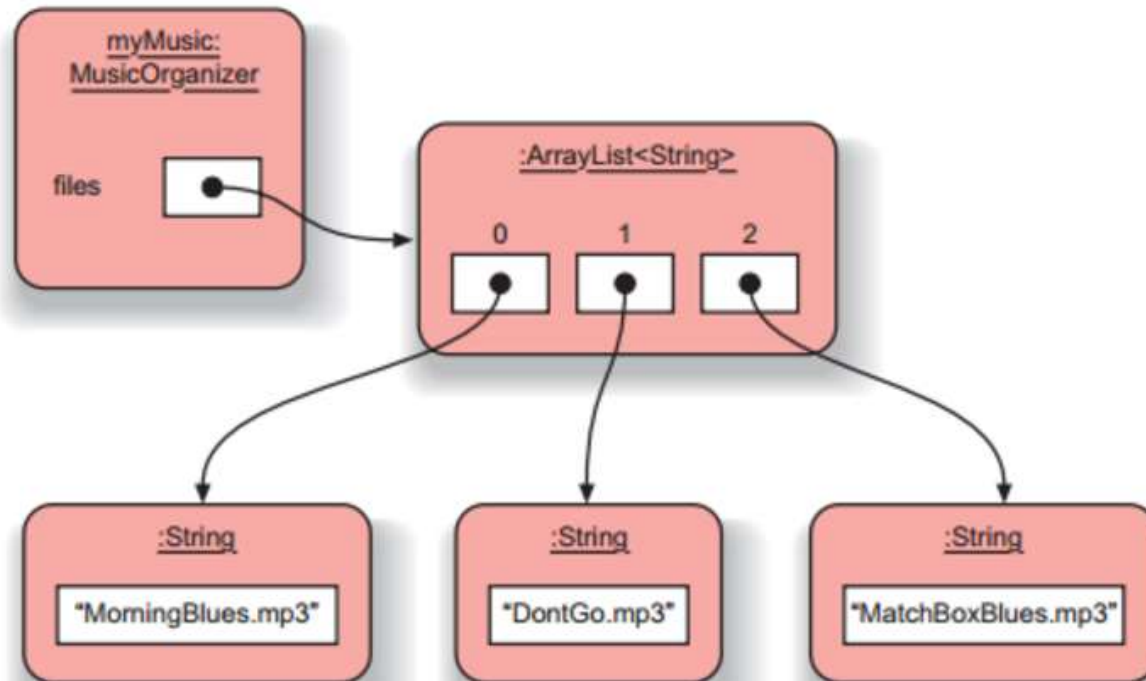 myMusic:
MusicOrganizer
files
:ArrayList<String>
0 1 2
:String
“MorningBlues.mp3”
:String
“DontGo.mp3”
:String
“MatchBoxBlues.mp3”